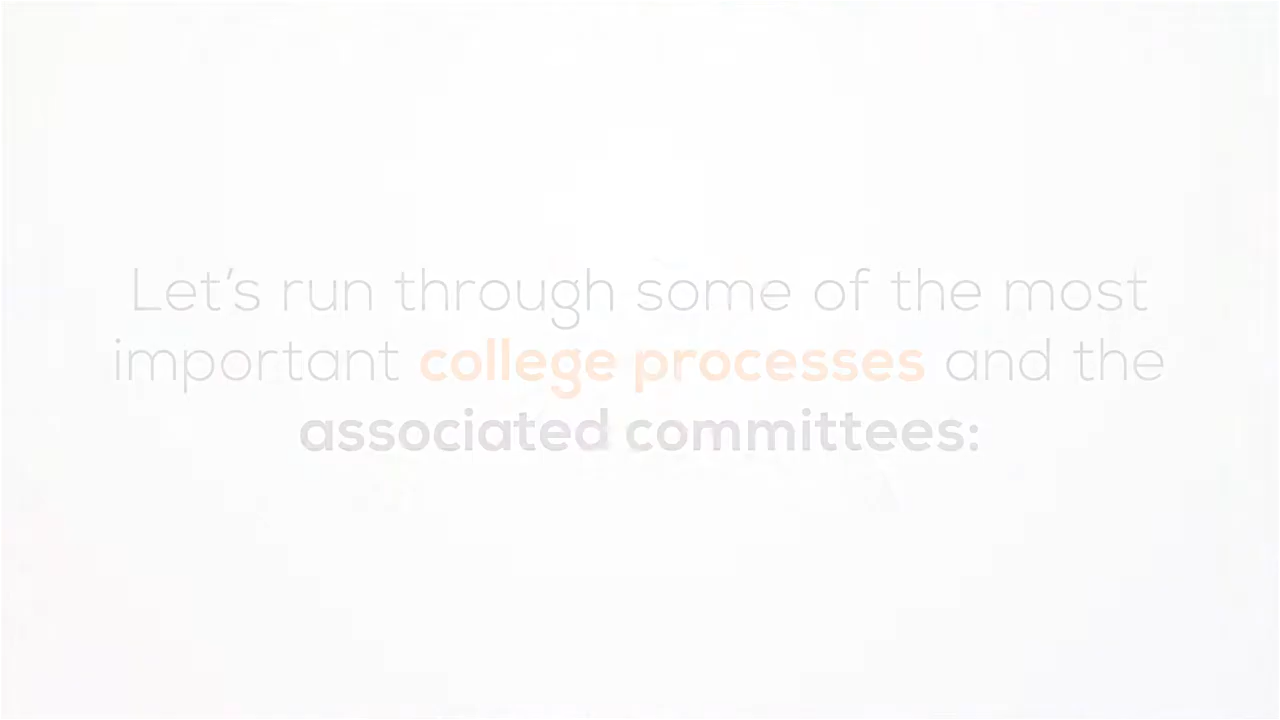 Let’s run through some of the most
important college processes and the
associated committees: